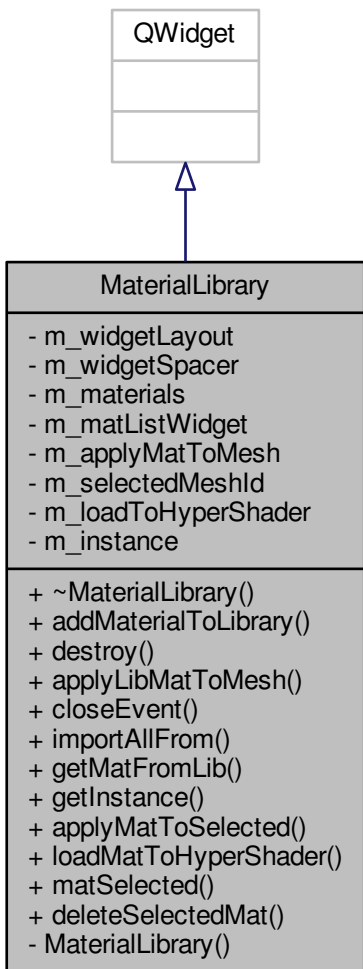 QWidget
MaterialLibrary
- m_widgetLayout
- m_widgetSpacer
- m_materials
- m_matListWidget
- m_applyMatToMesh
- m_selectedMeshId
- m_loadToHyperShader
- m_instance
+ ~MaterialLibrary()
+ addMaterialToLibrary()
+ destroy()
+ applyLibMatToMesh()
+ closeEvent()
+ importAllFrom()
+ getMatFromLib()
+ getInstance()
+ applyMatToSelected()
+ loadMatToHyperShader()
+ matSelected()
+ deleteSelectedMat()
- MaterialLibrary()